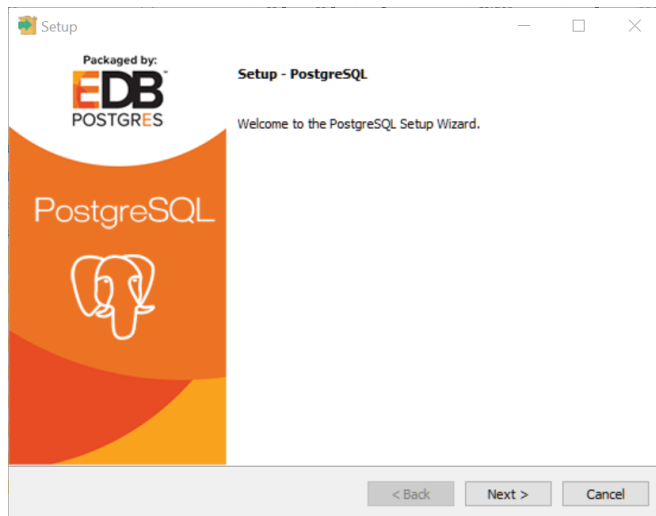 Setup
Packaged by:
EDB
POSTGRES
Setup - PostgreSQL
Welcome to the PostgreSQL Setup Wizard.
PostgreSQL
< Back
Next >
Cancel